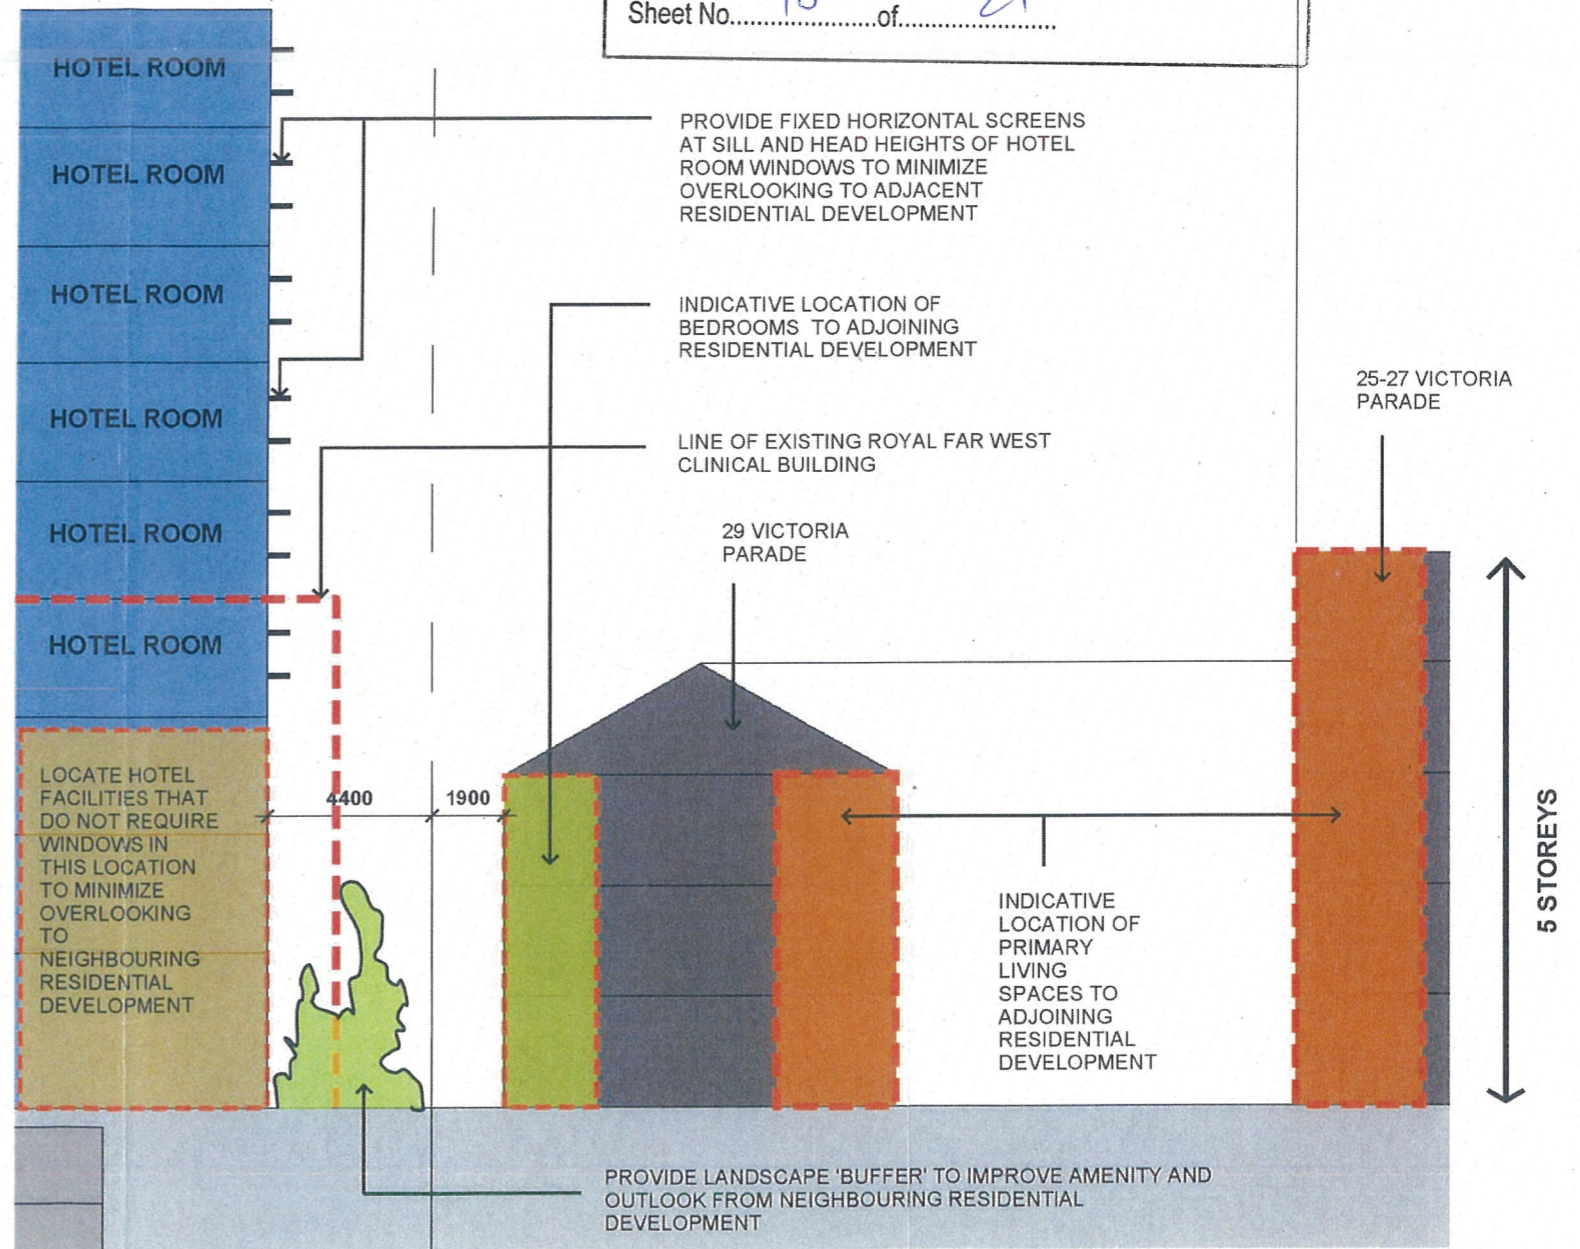 Sheet No. of
HOTEL ROOM
PROVIDE FIXED HORIZONTAL SCREENS
AT SILL AND HEAD HEIGHTS OF HOTEL
ROOM WINDOWS TO MINIMIZE
OVERLOOKING TO ADJACENT
RESIDENTIAL DEVELOPMENT
HOTEL ROOM
HOTEL ROOM
INDICATIVE LOCATION OF
BEDROOMS TO ADJOINING
RESIDENTIAL DEVELOPMENT
25-27 VICTORIA
PARADE
HOTEL ROOM
LINE OF EXISTING ROYAL FAR WEST
CLINICAL BUILDING
HOTEL ROOM
29 VICTORIA
PARADE
HOTEL ROOM
LOCATE HOTEL
FACILITIES THAT
DO NOT REQUIRE
WINDOWS IN
THIS LOCATION
TO MINIMIZE
OVERLOOKING
TO
NEIGHBOURING
RESIDENTIAL
DEVELOPMENT
4400
1900
INDICATIVE
LOCATION OF
PRIMARY
LIVING
SPACES TO
ADJOINING
RESIDENTIAL
DEVELOPMENT
5 STOREYS
PROVIDE LANDSCAPE 'BUFFER' TO IMPROVE AMENITY AND
OUTLOOK FROM NEIGHBOURING RESIDENTIAL
DEVELOPMENT